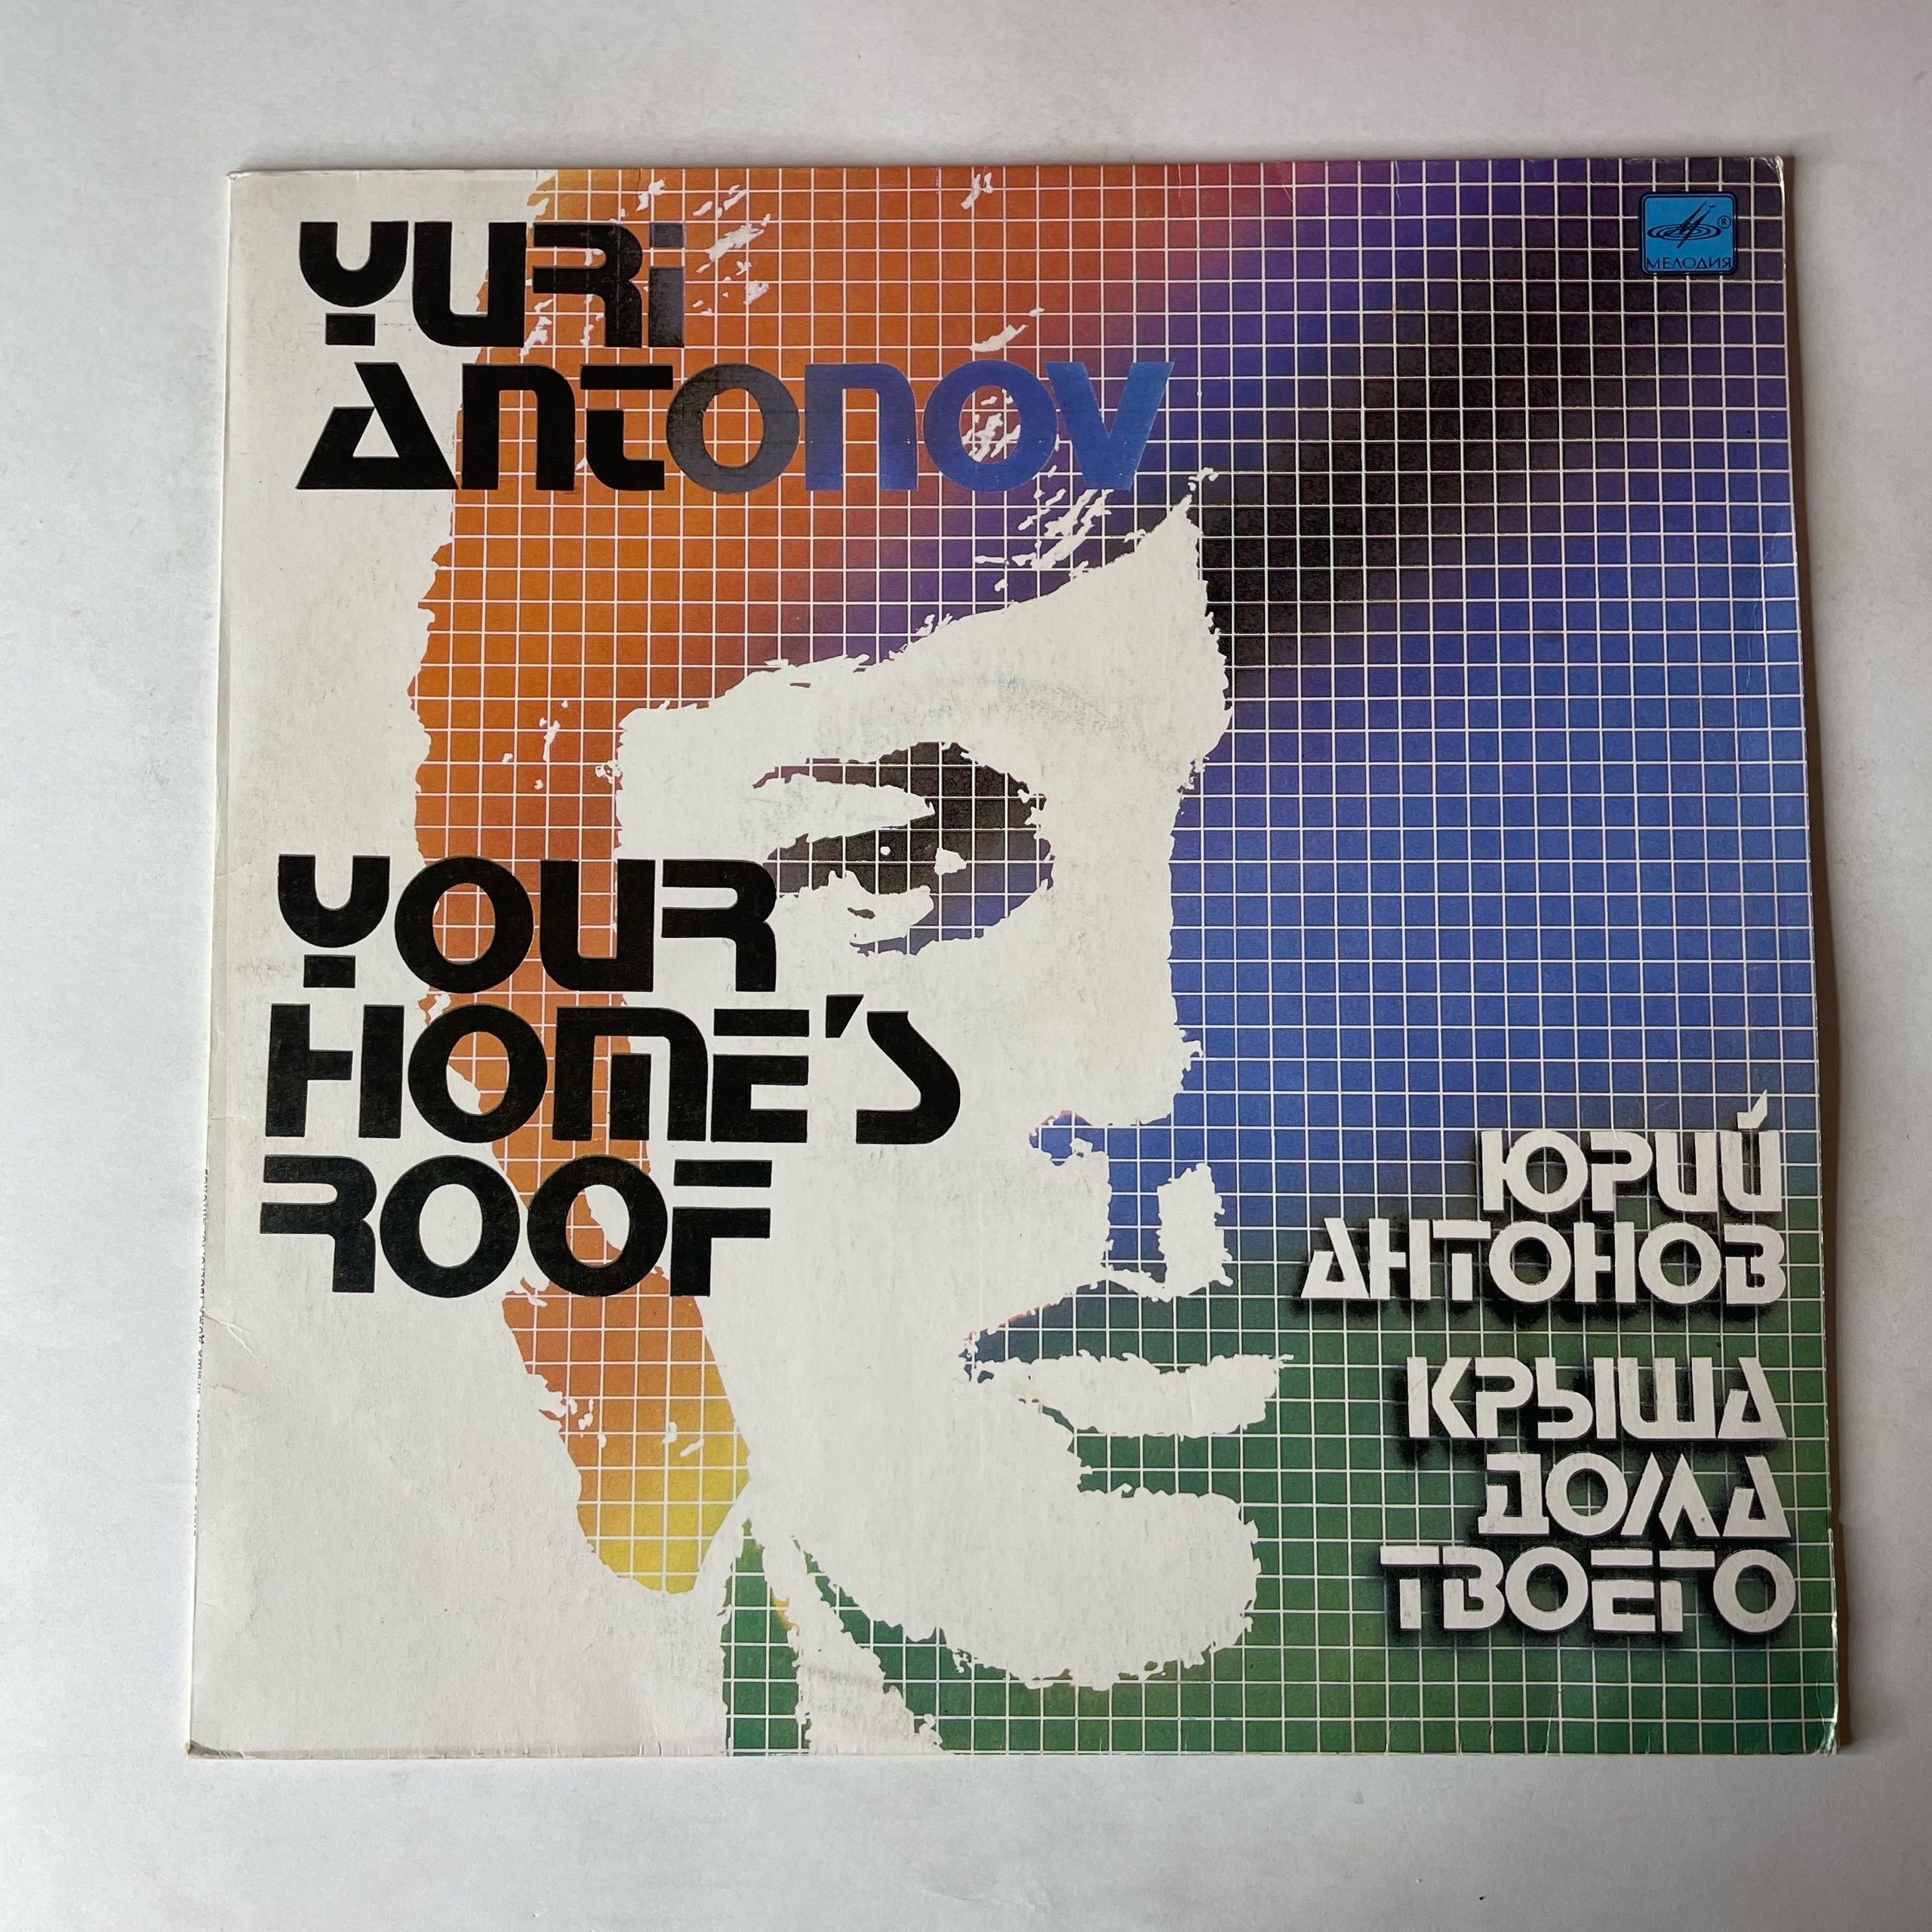 YURi
ANTONOV
МЕЛОДИЯ
YOUR
HOME'S
ROOF
ЮРИЙ
АНТОНОВ
КРЫША
ДОМА
ТВОЕГО